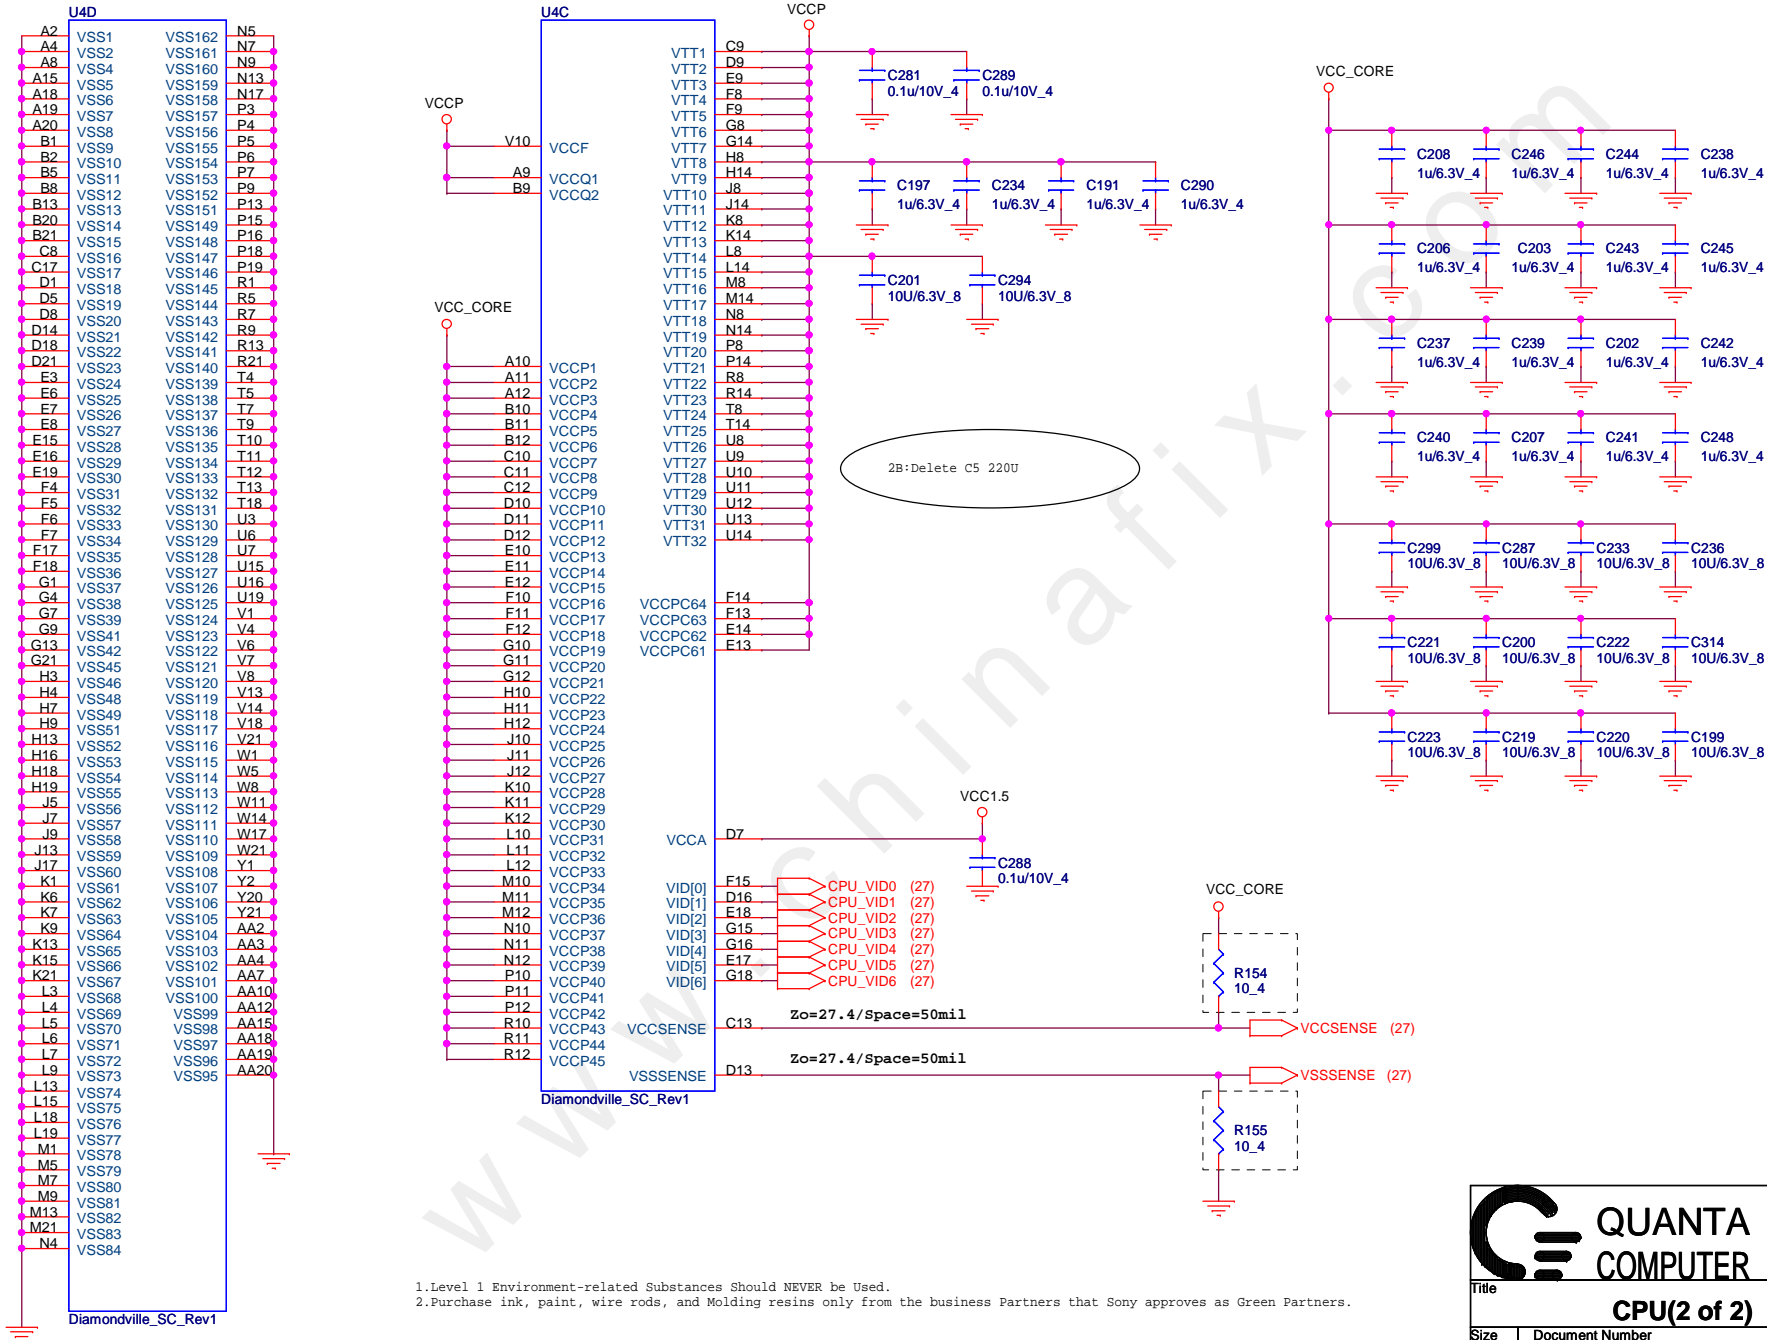 U4D
A2 VSS1 VSS162 N5
A4 VSS2 VSS161 N7
A8 VSS4 VSS160 N9
A15 VSS5 VSS159 N13
A18 VSS6 VSS158 N17
A19 VSS7 VSS157 P3
A20 VSS8 VSS156 P4
B1 VSS9 VSS155 P5
B2 VSS10 VSS154 P6
B5 VSS11 VSS153 P7
B8 VSS12 VSS152 P9
B13 VSS13 VSS151 P13
B20 VSS14 VSS149 P15
B21 VSS15 VSS148 P16
C8 VSS16 VSS147 P18
C17 VSS17 VSS146 P19
D1 VSS18 VSS145 R1
D5 VSS19 VSS144 R5
D8 VSS20 VSS143 R7
D14 VSS21 VSS142 R9
D18 VSS22 VSS141 R13
D21 VSS23 VSS140 R21
E3 VSS24 VSS139 T4
E6 VSS25 VSS138 T5
E7 VSS26 VSS137 T7
E8 VSS27 VSS136 T9
E15 VSS28 VSS135 T10
E16 VSS29 VSS134 T11
E19 VSS30 VSS133 T12
F4 VSS31 VSS132 T13
F5 VSS32 VSS131 T18
F6 VSS33 VSS130 U3
F7 VSS34 VSS129 U6
F17 VSS35 VSS128 U7
F18 VSS36 VSS127 U15
G1 VSS37 VSS126 U16
G4 VSS38 VSS125 U19
G7 VSS39 VSS124 V1
G9 VSS41 VSS123 V4
G13 VSS42 VSS122 V6
G21 VSS45 VSS121 V7
H3 VSS46 VSS120 V8
H4 VSS48 VSS119 V13
H7 VSS49 VSS118 V14
H9 VSS51 VSS117 V18
H13 VSS52 VSS116 V21
H16 VSS53 VSS115 W1
H18 VSS54 VSS114 W5
H19 VSS55 VSS113 W8
J5 VSS56 VSS112 W11
J7 VSS57 VSS111 W14
J9 VSS58 VSS110 W17
J13 VSS59 VSS109 W21
J17 VSS60 VSS108 Y1
K1 VSS61 VSS107 Y2
K6 VSS62 VSS106 Y20
K7 VSS63 VSS105 Y21
K9 VSS64 VSS104 AA2
K13 VSS65 VSS103 AA3
K15 VSS66 VSS102 AA4
K21 VSS67 VSS101 AA7
L3 VSS68 VSS100 AA10
L4 VSS69 VSS99 AA12
L5 VSS70 VSS98 AA15
L6 VSS71 VSS97 AA18
L7 VSS72 VSS96 AA19
L9 VSS73 VSS95 AA20
L13 VSS74
L15 VSS75
L18 VSS76
L19 VSS77
M1 VSS78
M5 VSS79
M7 VSS80
M9 VSS81
M13 VSS82
M21 VSS83
N4 VSS84
Diamondville_SC_Rev1
U4C
VCCP
V10 VCCF
A9 VCCQ1
B9 VCCQ2
VCC_CORE
A10 VCCP1
A11 VCCP2
A12 VCCP3
B10 VCCP4
B11 VCCP5
B12 VCCP6
C10 VCCP7
C11 VCCP8
C12 VCCP9
D10 VCCP10
D11 VCCP11
D12 VCCP12
E10 VCCP13
E11 VCCP14
E12 VCCP15
F10 VCCP16
F11 VCCP17
F12 VCCP18
G10 VCCP19
G11 VCCP20
G12 VCCP21
H10 VCCP22
H11 VCCP23
H12 VCCP24
J10 VCCP25
J11 VCCP26
J12 VCCP27
K10 VCCP28
K11 VCCP29
K12 VCCP30
L10 VCCP31
L11 VCCP32
L12 VCCP33
M10 VCCP34
M11 VCCP35
M12 VCCP36
N10 VCCP37
N11 VCCP38
N12 VCCP39
P10 VCCP40
P11 VCCP41
P12 VCCP42
R10 VCCP43
R11 VCCP44
R12 VCCP45
VCCP
VTT1 C9
VTT2 D9
VTT3 E9
VTT4 F8
VTT5 F9
VTT6 G8
VTT7 G14
VTT8 H8
VTT9 H14
VTT10 J8
VTT11 J14
VTT12 K8
VTT13 K14
VTT14 L8
VTT15 L14
VTT16 M8
VTT17 M14
VTT18 N8
VTT19 N14
VTT20 P8
VTT21 P14
VTT22 R8
VTT23 R14
VTT24 T8
VTT25 T14
VTT26 U8
VTT27 U9
VTT28 U10
VTT29 U11
VTT30 U12
VTT31 U13
VTT32 U14
VCCPC64 F14
VCCPC63 F13
VCCPC62 E14
VCCPC61 E13
VCCA D7
VID[0] F15 CPU_VID0 (27)
VID[1] D16 CPU_VID1 (27)
VID[2] E18 CPU_VID2 (27)
VID[3] G15 CPU_VID3 (27)
VID[4] G16 CPU_VID4 (27)
VID[5] E17 CPU_VID5 (27)
VID[6] G18 CPU_VID6 (27)
VCCSENSE C13 Zo=27.4/Space=50mil VCCSENSE (27)
VSSSENSE D13 Zo=27.4/Space=50mil VSSSENSE (27)
Diamondville_SC_Rev1
C281 C289
0.1u/10V_4 0.1u/10V_4
C197 C234 C191 C290
1u/6.3V_4 1u/6.3V_4 1u/6.3V_4 1u/6.3V_4
C201 C294
10U/6.3V_8 10U/6.3V_8
2B:Delete C5 220U
VCC1.5
C288
0.1u/10V_4
VCC_CORE
R154
10_4
R155
10_4
VCC_CORE
C208 C246 C244 C238
1u/6.3V_4 1u/6.3V_4 1u/6.3V_4 1u/6.3V_4
C206 C203 C243 C245
1u/6.3V_4 1u/6.3V_4 1u/6.3V_4 1u/6.3V_4
C237 C239 C202 C242
1u/6.3V_4 1u/6.3V_4 1u/6.3V_4 1u/6.3V_4
C240 C207 C241 C248
1u/6.3V_4 1u/6.3V_4 1u/6.3V_4 1u/6.3V_4
C299 C287 C233 C236
10U/6.3V_8 10U/6.3V_8 10U/6.3V_8 10U/6.3V_8
C221 C200 C222 C314
10U/6.3V_8 10U/6.3V_8 10U/6.3V_8 10U/6.3V_8
C223 C219 C220 C199
10U/6.3V_8 10U/6.3V_8 10U/6.3V_8 10U/6.3V_8
www.chinafix.com
1.Level 1 Environment-related Substances Should NEVER be Used.
2.Purchase ink, paint, wire rods, and Molding resins only from the business Partners that Sony approves as Green Partners.
QUANTA
COMPUTER
Title
CPU(2 of 2)
Size Document Number